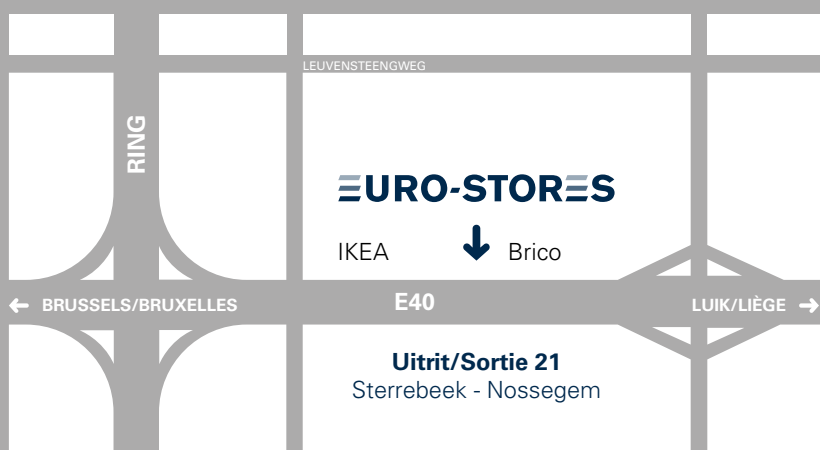 LEUVENSTEENGWEG
RING
EURO-STORES
IKEA
Brico
BRUSSELS/BRUXELLES
E40
LUIK/LIÈGE
Uitrit/Sortie 21
Sterrebeek - Nossegem